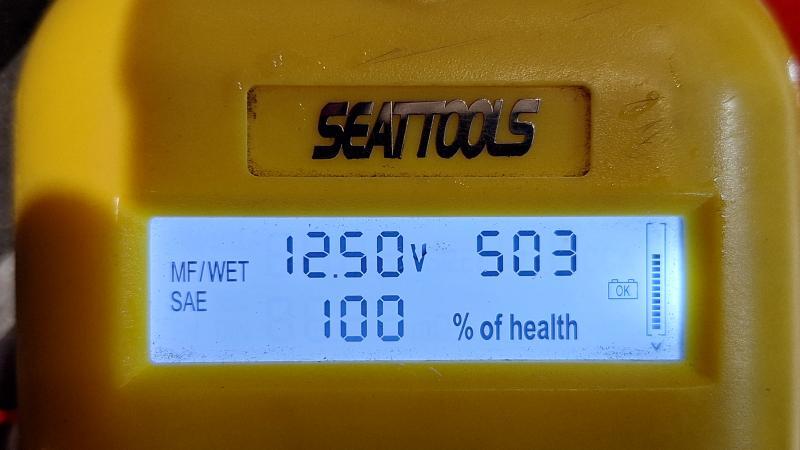 SEATTOOLS
MF/WET 12.50V 503
SAE
100 % of health
OK